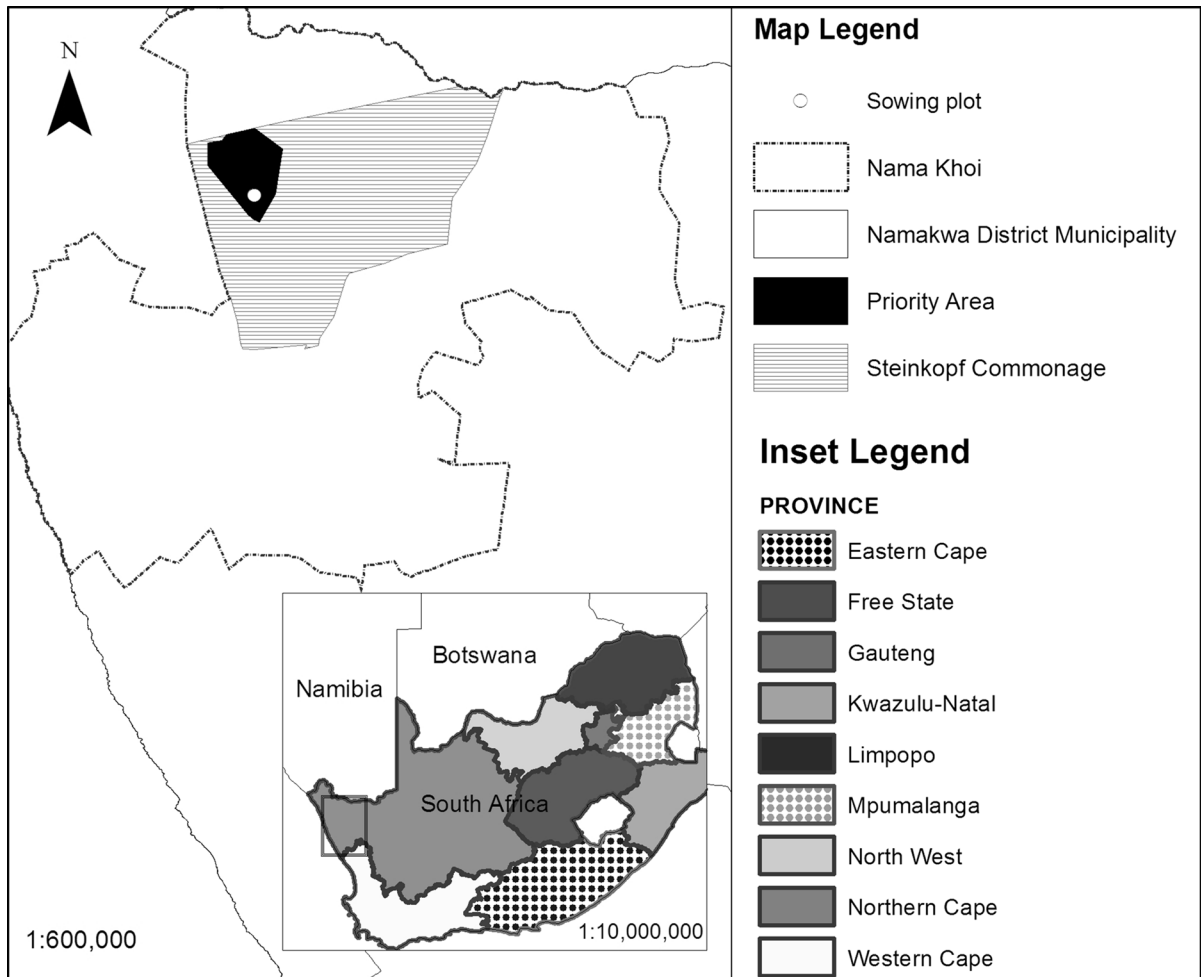 N
Map Legend
Sowing plot
Nama Khoi
Namakwa District Municipality
Priority Area
Steinkopf Commonage
Inset Legend
PROVINCE
Eastern Cape
Free State
Gauteng
Kwazulu-Natal
Limpopo
Mpumalanga
North West
Northern Cape
Western Cape
Botswana
Namibia
South Africa
1:10,000,000
1:600,000